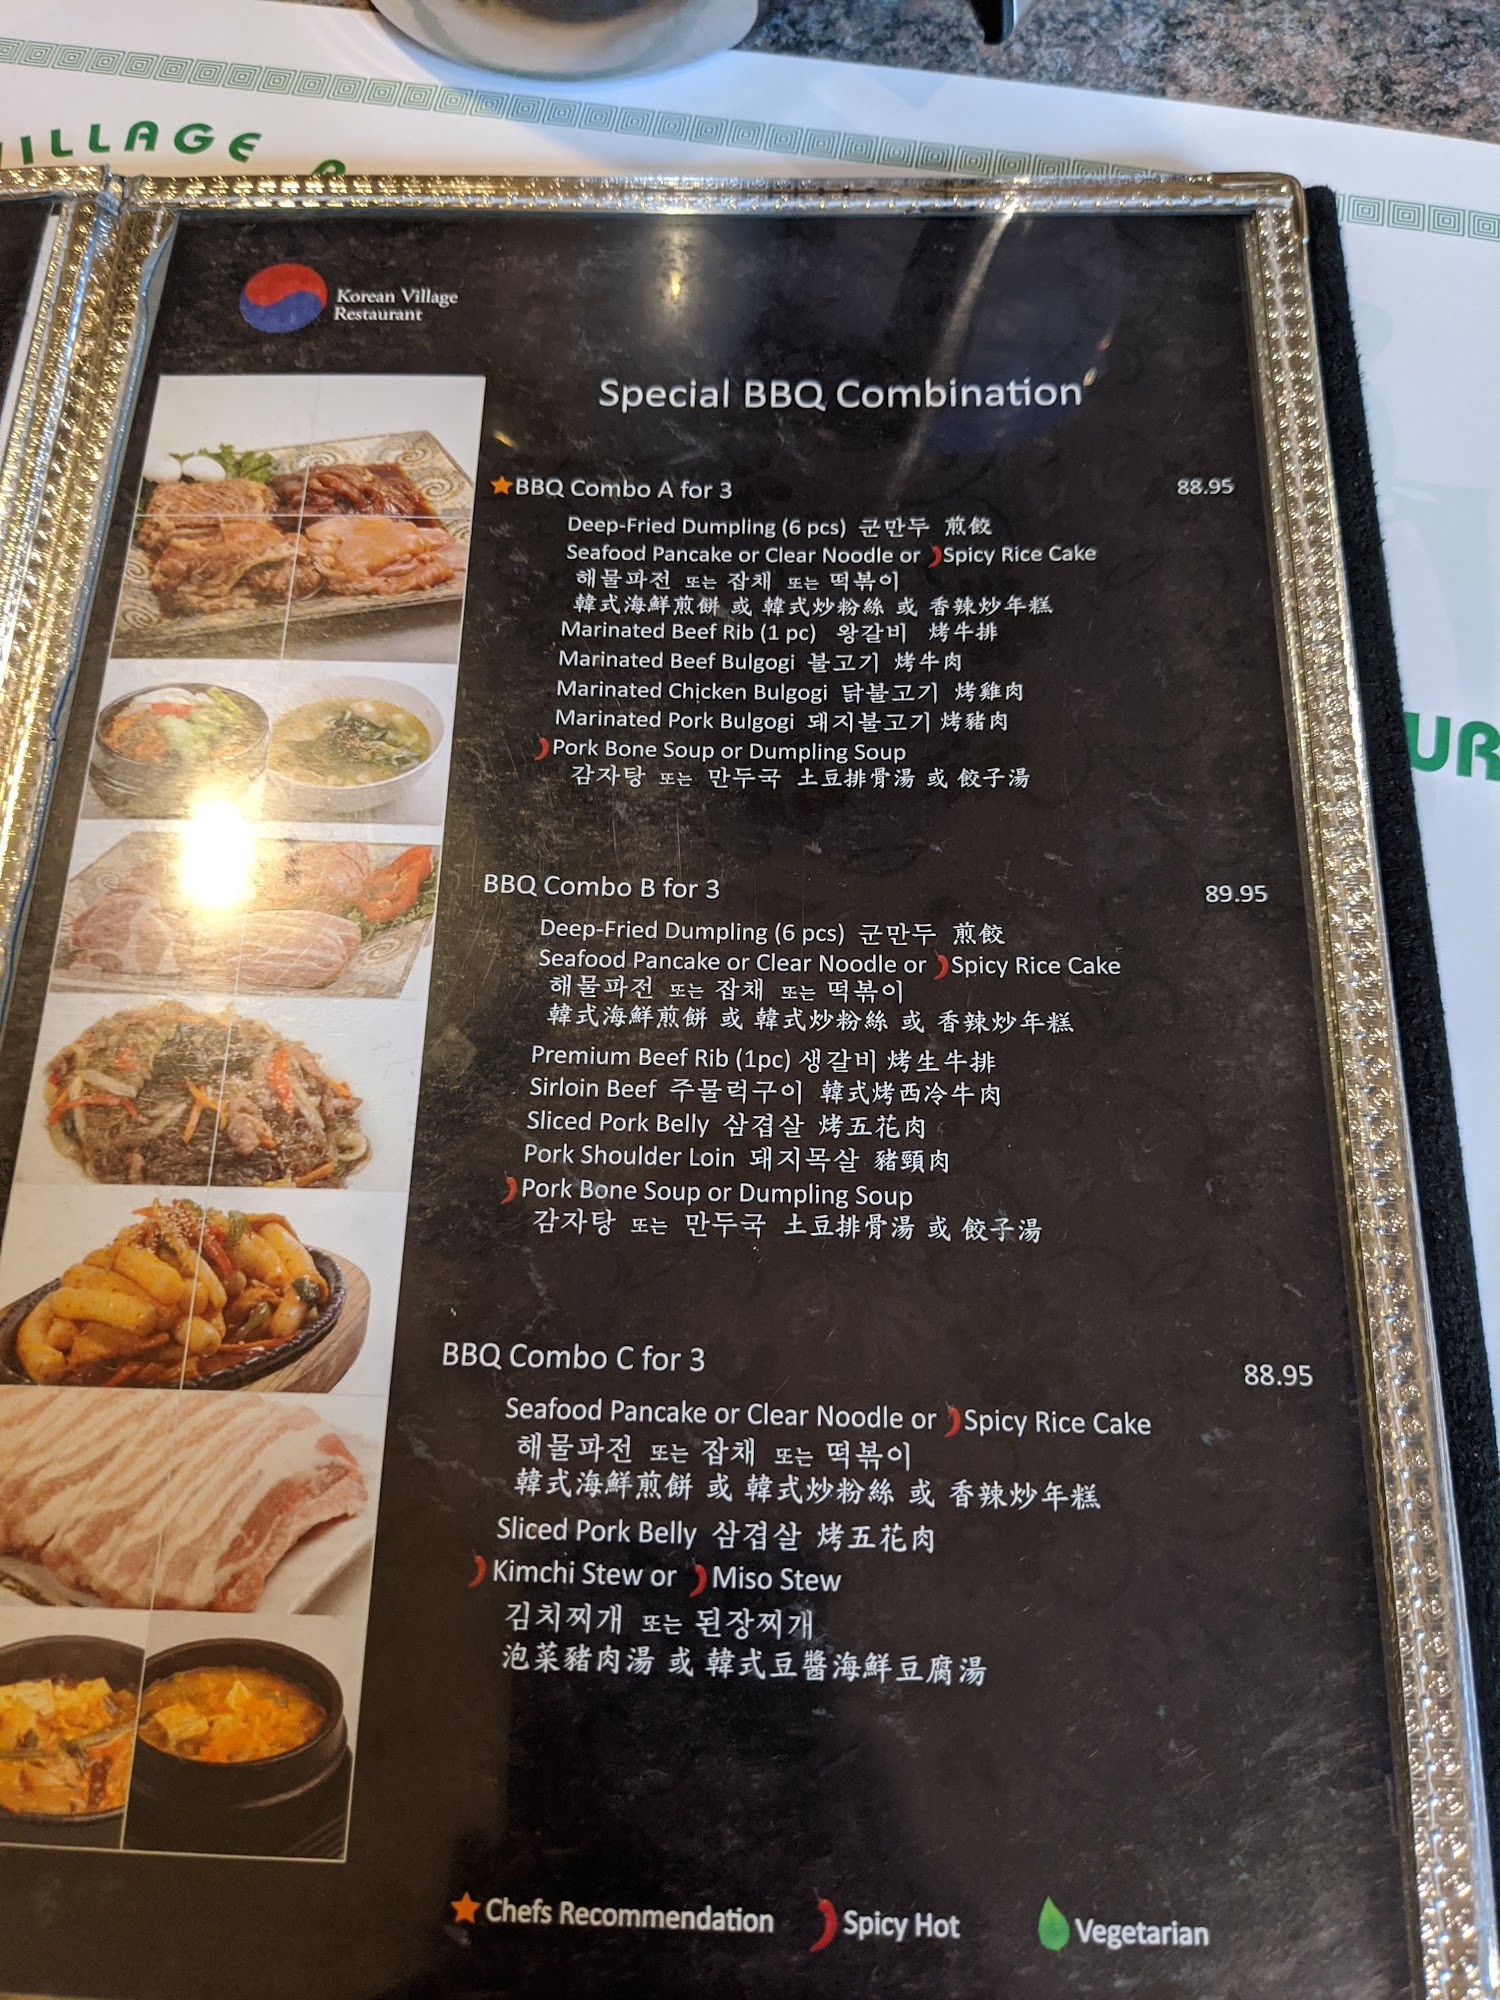 VILLAGE R
Korean Village
Restaurant
Special BBQ Combination
BBQ Combo A for 3 88.95
Deep-Fried Dumpling (6 pcs) 군만두 煎餃
Seafood Pancake or Clear Noodle or Spicy Rice Cake
해물파전 또는 잡채 또는 떡볶이
韓式海鮮煎餅 或 韓式炒粉絲 或 香辣炒年糕
Marinated Beef Rib (1 pc) 왕갈비 烤牛排
Marinated Beef Bulgogi 불고기 烤牛肉
Marinated Chicken Bulgogi 닭불고기 烤雞肉
Marinated Pork Bulgogi 돼지불고기 烤豬肉
Pork Bone Soup or Dumpling Soup
감자탕 또는 만두국 土豆排骨湯 或 餃子湯
BBQ Combo B for 3 89.95
Deep-Fried Dumpling (6 pcs) 군만두 煎餃
Seafood Pancake or Clear Noodle or Spicy Rice Cake
해물파전 또는 잡채 또는 떡볶이
韓式海鮮煎餅 或 韓式炒粉絲 或 香辣炒年糕
Premium Beef Rib (1pc) 생갈비 烤生牛排
Sirloin Beef 주물럭구이 韓式烤西冷牛肉
Sliced Pork Belly 삼겹살 烤五花肉
Pork Shoulder Loin 돼지목살 豬頸肉
Pork Bone Soup or Dumpling Soup
감자탕 또는 만두국 土豆排骨湯 或 餃子湯
BBQ Combo C for 3 88.95
Seafood Pancake or Clear Noodle or Spicy Rice Cake
해물파전 또는 잡채 또는 떡볶이
韓式海鮮煎餅 或 韓式炒粉絲 或 香辣炒年糕
Sliced Pork Belly 삼겹살 烤五花肉
Kimchi Stew or Miso Stew
김치찌개 또는 된장찌개
泡菜豬肉湯 或 韓式豆醬海鮮豆腐湯
Chefs Recommendation Spicy Hot Vegetarian
UR